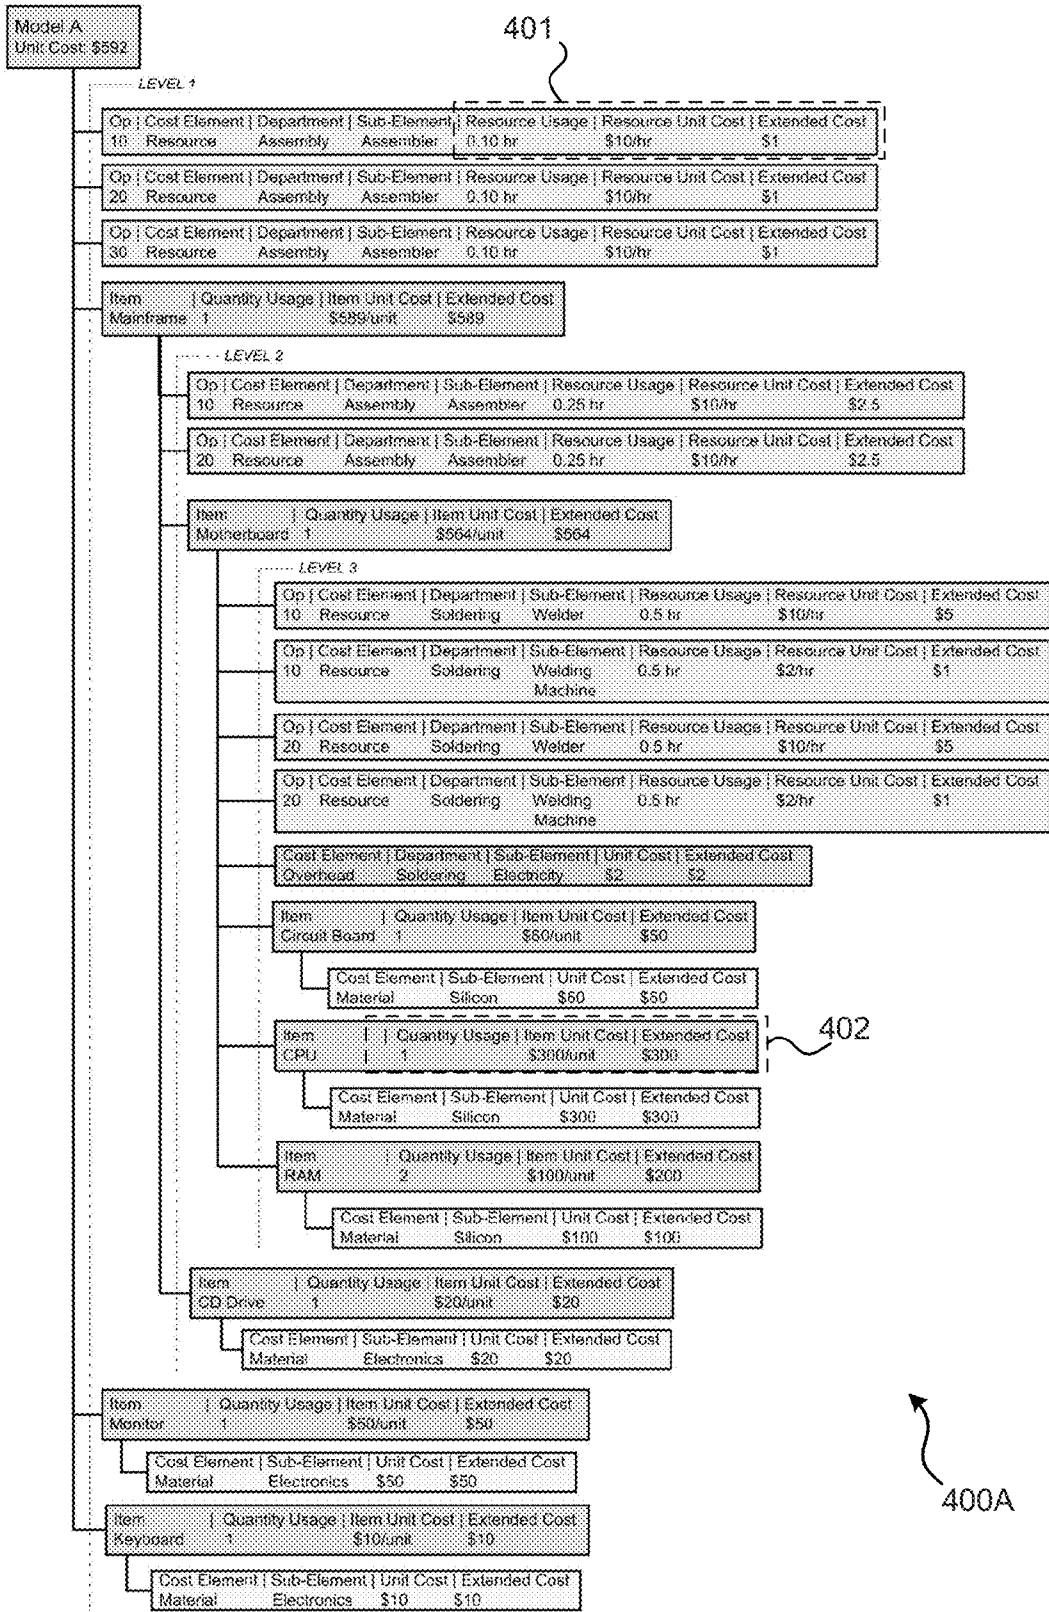 Model A
Unit Cost: $592
401
LEVEL 1
Op | Cost Element | Department | Sub-Element | Resource Usage | Resource Unit Cost | Extended Cost
10 Resource Assembly Assembler 0.10 hr $10/hr $1
Op | Cost Element | Department | Sub-Element | Resource Usage | Resource Unit Cost | Extended Cost
20 Resource Assembly Assembler 0.10 hr $10/hr $1
Op | Cost Element | Department | Sub-Element | Resource Usage | Resource Unit Cost | Extended Cost
30 Resource Assembly Assembler 0.10 hr $10/hr $1
Item | Quantity Usage | Item Unit Cost | Extended Cost
Mainframe 1 $589/unit $589
LEVEL 2
Op | Cost Element | Department | Sub-Element | Resource Usage | Resource Unit Cost | Extended Cost
10 Resource Assembly Assembler 0.25 hr $10/hr $2.5
Op | Cost Element | Department | Sub-Element | Resource Usage | Resource Unit Cost | Extended Cost
20 Resource Assembly Assembler 0.25 hr $10/hr $2.5
Item | Quantity Usage | Item Unit Cost | Extended Cost
Motherboard 1 $564/unit $564
LEVEL 3
Op | Cost Element | Department | Sub-Element | Resource Usage | Resource Unit Cost | Extended Cost
10 Resource Soldering Welder 0.5 hr $10/hr $5
Op | Cost Element | Department | Sub-Element | Resource Usage | Resource Unit Cost | Extended Cost
10 Resource Soldering Welding 0.5 hr $2/hr $1
Machine
Op | Cost Element | Department | Sub-Element | Resource Usage | Resource Unit Cost | Extended Cost
20 Resource Soldering Welder 0.5 hr $10/hr $5
Op | Cost Element | Department | Sub-Element | Resource Usage | Resource Unit Cost | Extended Cost
20 Resource Soldering Welding 0.5 hr $2/hr $1
Machine
Cost Element | Department | Sub-Element | Unit Cost | Extended Cost
Overhead Soldering Electricity $2 $2
Item | Quantity Usage | Item Unit Cost | Extended Cost
Circuit Board 1 $50
Cost Element | Sub-Element | Unit Cost | Extended Cost
Material Silicon
Item | Quantity Usage | Item Unit Cost | Extended Cost
CPU 1 $300/unit $300
402
Cost Element | Sub-Element | Unit Cost | Extended Cost
Material Silicon $300 $300
Item | Quantity Usage | Item Unit Cost | Extended Cost
RAM 2 $100/unit $200
Cost Element | Sub-Element | Unit Cost | Extended Cost
Material Silicon $100 $100
Item | Quantity Usage | Item Unit Cost | Extended Cost
CD Drive 1 $20/unit $20
Cost Element | Sub-Element | Unit Cost | Extended Cost
Material Electronics $20 $20
Item | Quantity Usage | Item Unit Cost | Extended Cost
Monitor 1 $50/unit $50
Cost Element | Sub-Element | Unit Cost | Extended Cost
Material Electronics $50 $50
400A
Item | Quantity Usage | Item Unit Cost | Extended Cost
Keyboard 1 $10/unit $10
Cost Element | Sub-Element | Unit Cost | Extended Cost
Material Electronics $10 $10